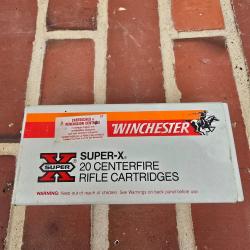 WINCHESTER
X
SUPER
SUPER-X
20 CENTERFIRE
RIFLE CARTRIDGES
WARNING: Keep out of reach of children. See Warnings on back panel before use.